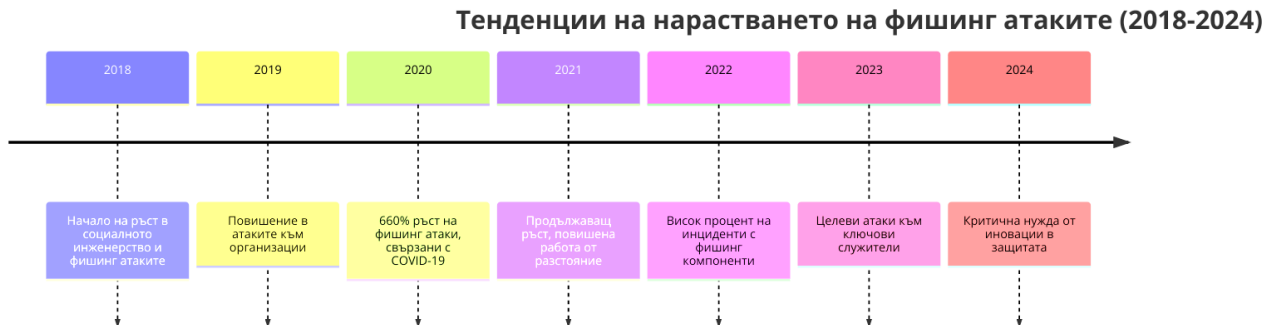 Тенденции на нарастването на фишинг атаките (2018-2024)
2018
2019
2020
2021
2022
2023
2024
Начало на ръст в
социалното
инженерство и
фишинг атаките
Повишение в
атаките към
организации
660% ръст на
фишинг атаки,
свързани с
COVID-19
Продължаващ
ръст, повишена
работа от
разстояние
Висок процент на
инциденти с
фишинг
компоненти
Целеви атаки към
ключови
служители
Критична нужда от
иновации в
защитата